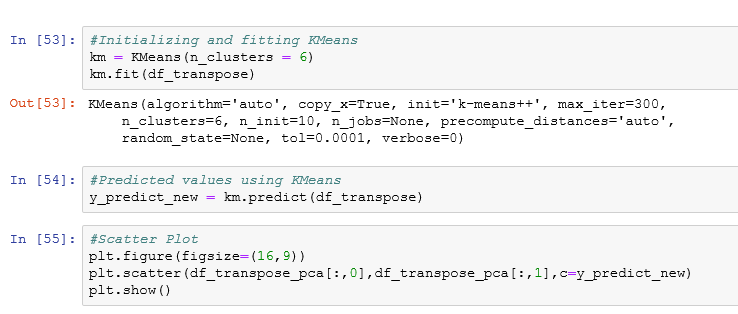 In [53]: #Initializing and fitting KMeans
km = KMeans(n_clusters = 6)
km.fit(df_transpose)
Out[53]: KMeans(algorithm='auto', copy_x=True, init='k-means++', max_iter=300,
n_clusters=6, n_init=10, n_jobs=None, precompute_distances='auto',
random_state=None, tol=0.0001, verbose=0)
In [54]: #Predicted values using KMeans
y_predict_new = km.predict(df_transpose)
In [55]: #Scatter Plot
plt.figure(figsize=(16,9))
plt.scatter(df_transpose_pca[:,0],df_transpose_pca[:,1],c=y_predict_new)
plt.show()